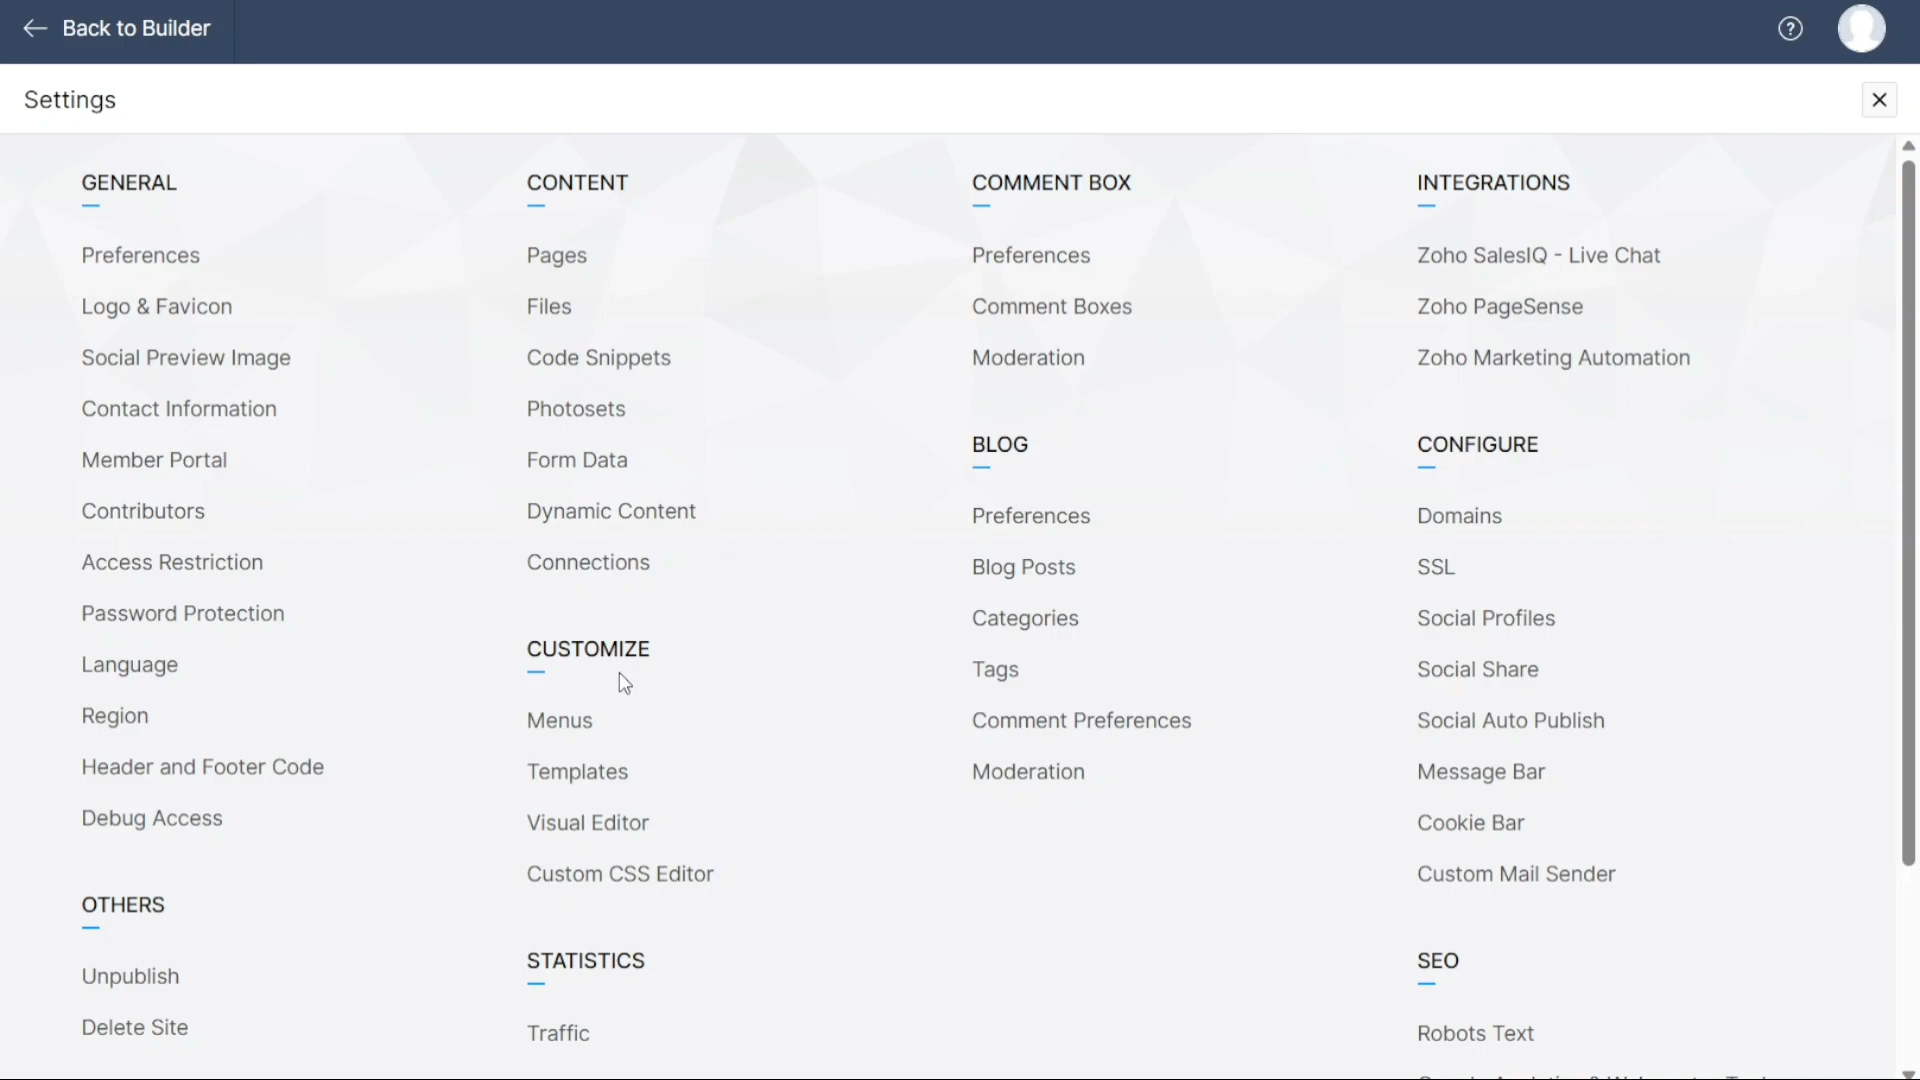 Back to Builder
Settings
GENERAL
Preferences
Logo & Favicon
Social Preview Image
Contact Information
Member Portal
Contributors
Access Restriction
Password Protection
Language
Region
Header and Footer Code
Debug Access
OTHERS
Unpublish
Delete Site
CONTENT
Pages
Files
Code Snippets
Photosets
Form Data
Dynamic Content
Connections
CUSTOMIZE
Menus
Templates
Visual Editor
Custom CSS Editor
STATISTICS
Traffic
COMMENT BOX
Preferences
Comment Boxes
Moderation
BLOG
Preferences
Blog Posts
Categories
Tags
Comment Preferences
Moderation
INTEGRATIONS
Zoho SalesIQ - Live Chat
Zoho PageSense
Zoho Marketing Automation
CONFIGURE
Domains
SSL
Social Profiles
Social Share
Social Auto Publish
Message Bar
Cookie Bar
Custom Mail Sender
SEO
Robots Text